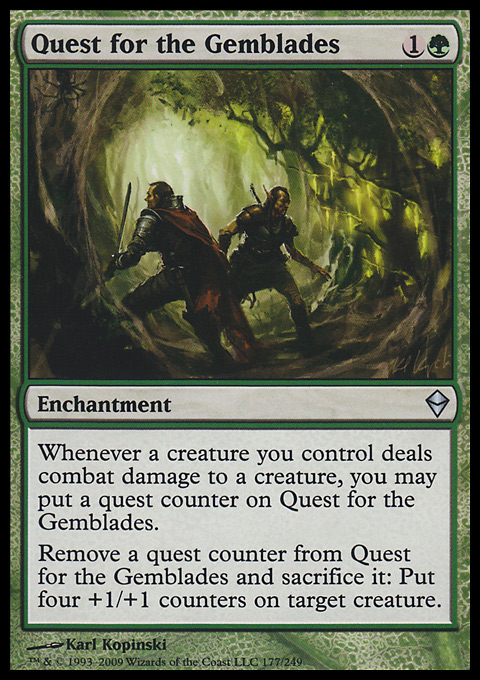 Quest for the Gemblades 1
Enchantment
Whenever a creature you control deals
combat damage to a creature, you may
put a quest counter on Quest for the
Gemblades.
Remove a quest counter from Quest
for the Gemblades and sacrifice it: Put
four +1/+1 counters on target creature.
Karl Kopinski
™ & © 1993–2009 Wizards of the Coast LLC 177/249